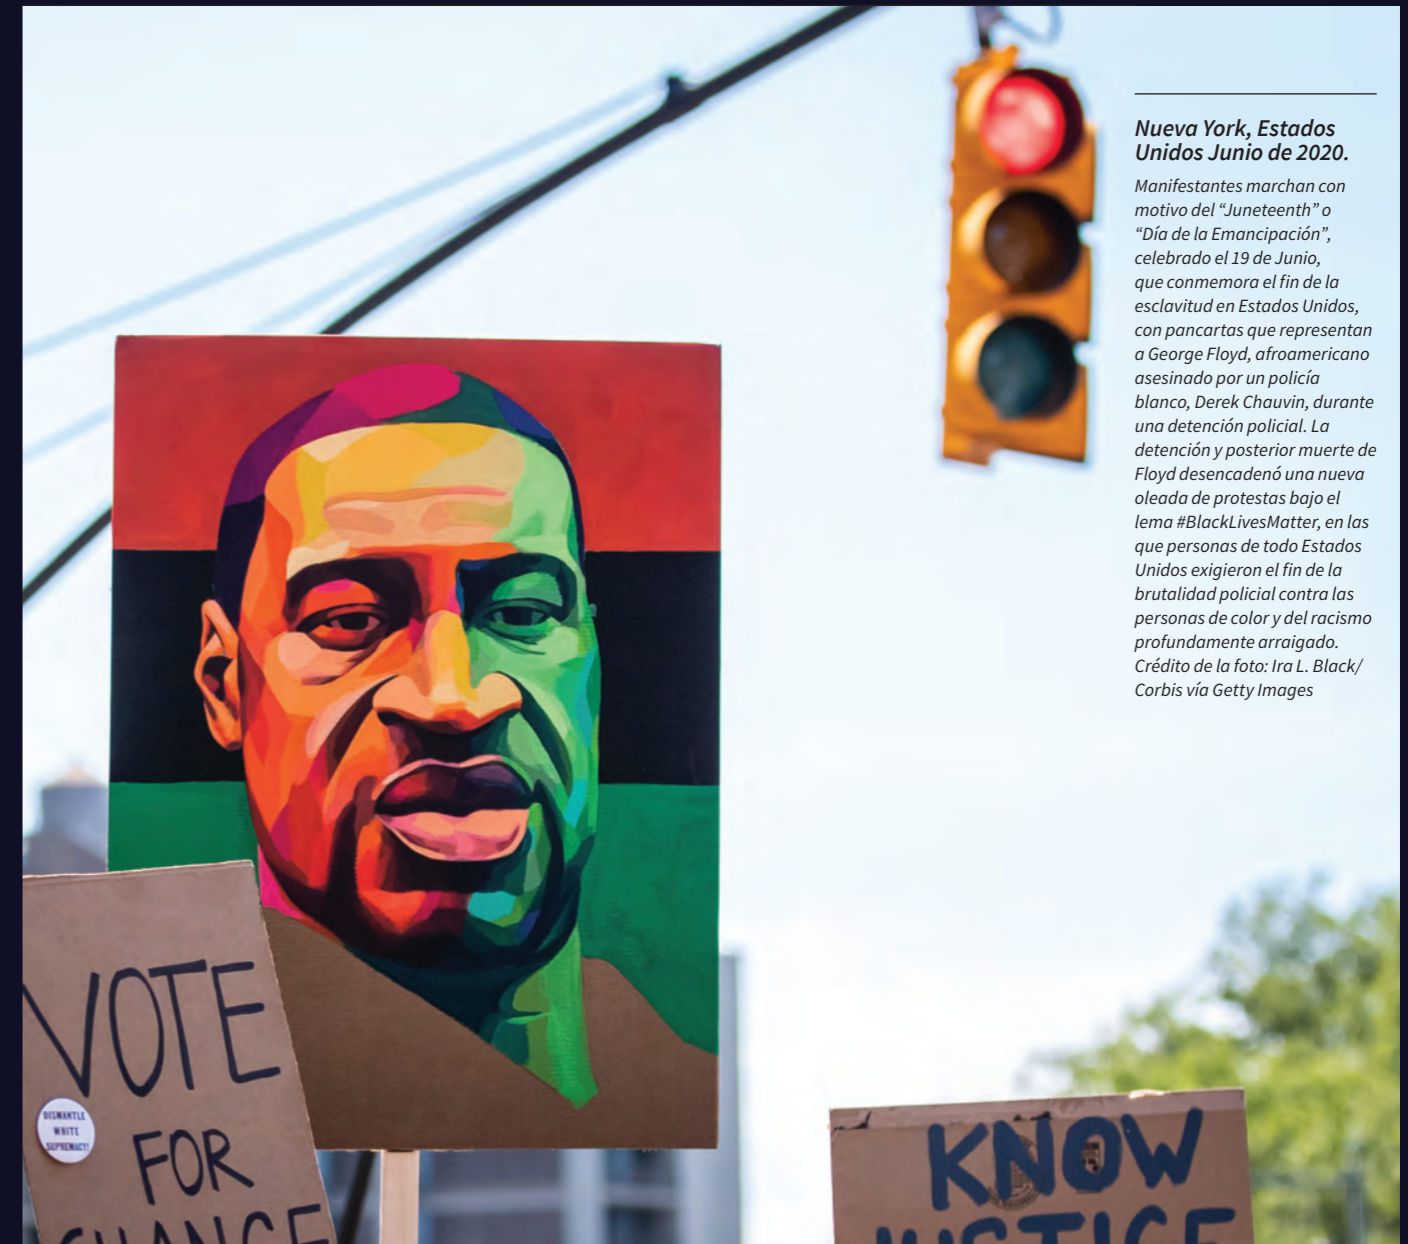 Nueva York, Estados
Unidos Junio de 2020.
Manifestantes marchan con
motivo del “Juneteenth” o
“Día de la Emancipación”,
celebrado el 19 de Junio,
que conmemora el fin de la
esclavitud en Estados Unidos,
con pancartas que representan
a George Floyd, afroamericano
asesinado por un policía
blanco, Derek Chauvin, durante
una detención policial. La
detención y posterior muerte de
Floyd desencadenó una nueva
oleada de protestas bajo el
lema #BlackLivesMatter, en las
que personas de todo Estados
Unidos exigieron el fin de la
brutalidad policial contra las
personas de color y del racismo
profundamente arraigado.
Crédito de la foto: Ira L. Black/
Corbis vía Getty Images
VOTE
FOR
CHANGE
DISMANTLE
WHITE
SUPREMACY!
KNOW
JUSTICE